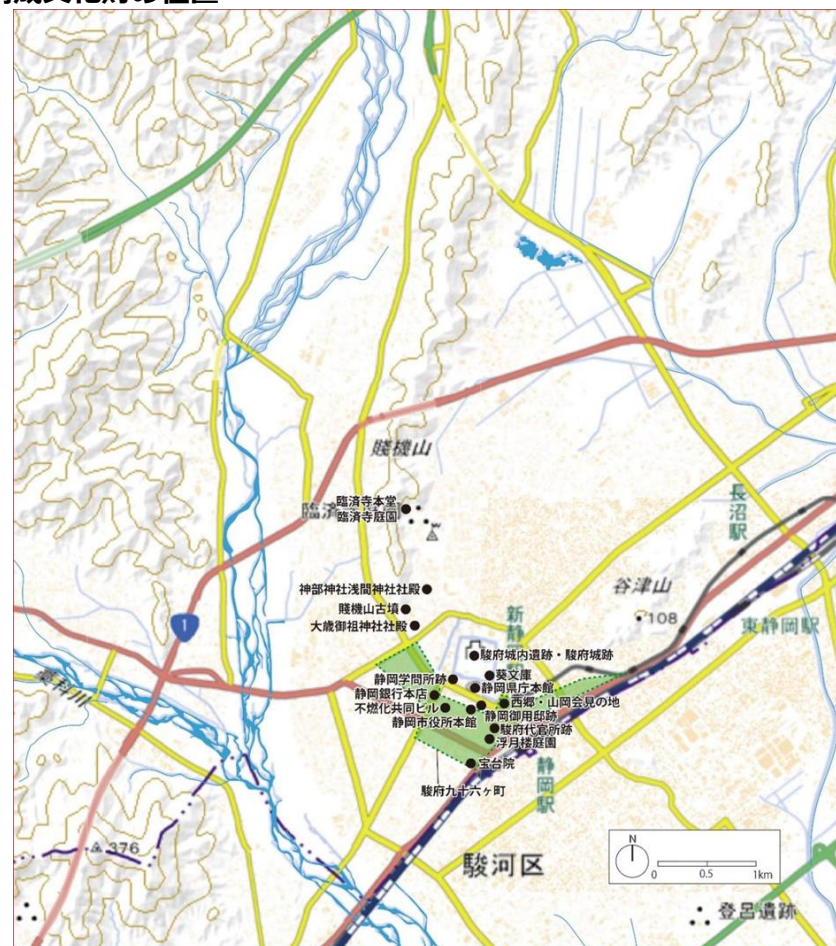 賤機山
臨済寺本堂
臨済寺庭園
神部神社浅間神社社殿
賤機山古墳
大歳御祖神社社殿
長沼駅
谷津山
108
東静岡駅
1
駿府城内遺跡・駿府城跡
葵文庫
静岡学問所跡
静岡県庁本館
静岡銀行本店
西郷・山岡会見の地
不燃化共同ビル
静岡御用邸跡
静岡市役所本館
駿府代官所跡
浮月楼庭園
宝台院
静岡駅
駿府九十六ヶ町
藁科川
376
駿河区
N
0 0.5 1km
登呂遺跡